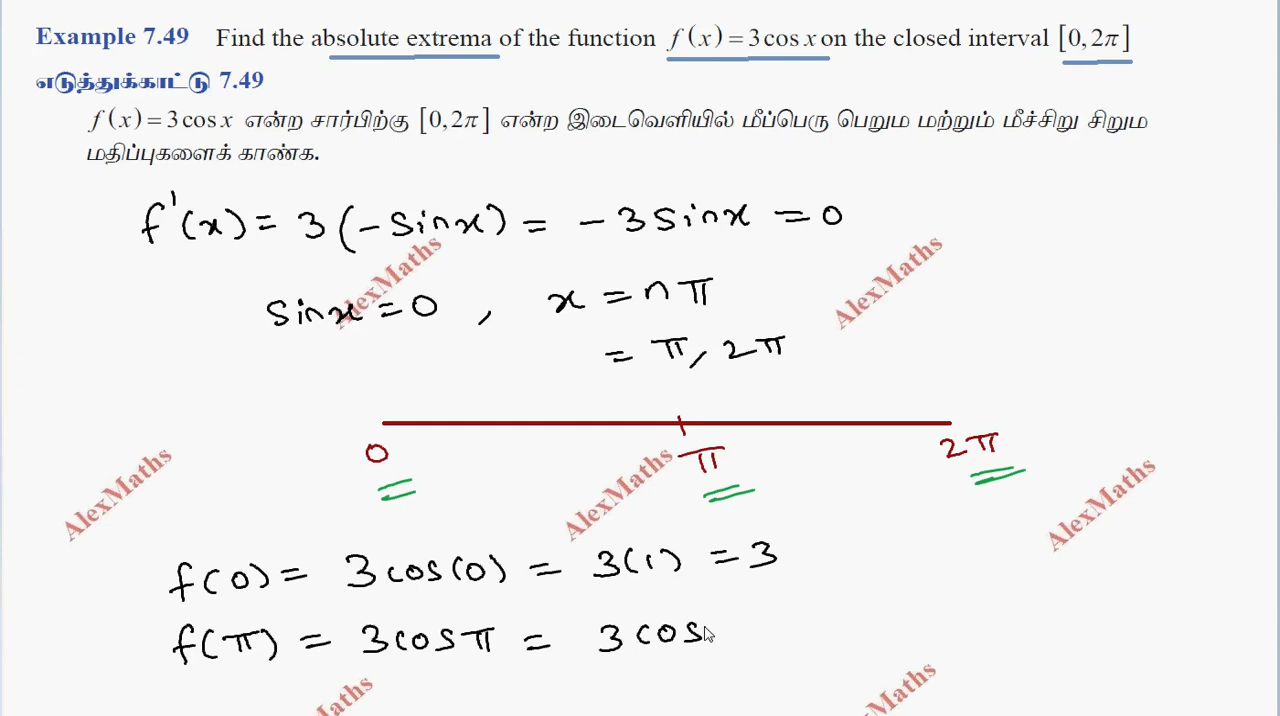 Example 7.49 Find the absolute extrema of the function f(x) = 3cos x on the closed interval [0, 2π]
எடுத்துக்காட்டு 7.49
f(x) = 3cos x என்ற சார்பிற்கு [0, 2π] என்ற இடைவெளியில் மீப்பெரு பெறும மற்றும் மீச்சிறு சிறும
மதிப்புகளைக் காண்க.
f'(x) = 3(-sinx) = -3sinx = 0
AlexMaths AlexMaths
sinx = 0 , x = nπ
= π, 2π
0 π 2π
AlexMaths AlexMaths AlexMaths
f(0) = 3cos(0) = 3(1) = 3
f(π) = 3cosπ = 3cos
Maths AlexMaths